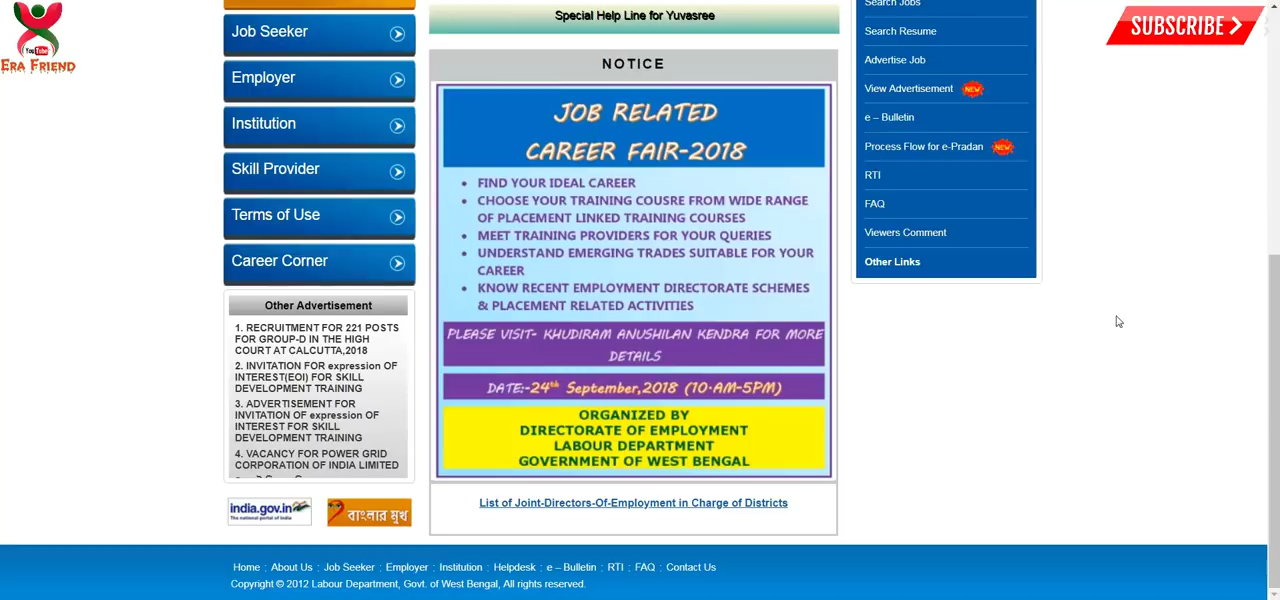 YouTube
ERA FRIEND
Job Seeker
Employer
Institution
Skill Provider
Terms of Use
Career Corner
Other Advertisement
1. RECRUITMENT FOR 221 POSTS
FOR GROUP-D IN THE HIGH
COURT AT CALCUTTA,2018
2. INVITATION FOR expression OF
INTEREST(EOI) FOR SKILL
DEVELOPMENT TRAINING
3. ADVERTISEMENT FOR
INVITATION OF expression OF
INTEREST FOR SKILL
DEVELOPMENT TRAINING
4. VACANCY FOR POWER GRID
CORPORATION OF INDIA LIMITED
india.gov.in
The national portal of India
বাংলার মুখ
Special Help Line for Yuvasree
NOTICE
JOB RELATED
CAREER FAIR-2018
• FIND YOUR IDEAL CAREER
• CHOOSE YOUR TRAINING COUSRE FROM WIDE RANGE
OF PLACEMENT LINKED TRAINING COURSES
• MEET TRAINING PROVIDERS FOR YOUR QUERIES
• UNDERSTAND EMERGING TRADES SUITABLE FOR YOUR
CAREER
• KNOW RECENT EMPLOYMENT DIRECTORATE SCHEMES
& PLACEMENT RELATED ACTIVITIES
PLEASE VISIT- KHUDIRAM ANUSHILAN KENDRA FOR MORE
DETAILS
DATE:-24th September,2018 (10·AM-5PM)
ORGANIZED BY
DIRECTORATE OF EMPLOYMENT
LABOUR DEPARTMENT
GOVERNMENT OF WEST BENGAL
List of Joint-Directors-Of-Employment in Charge of Districts
Search Jobs
Search Resume
Advertise Job
View Advertisement NEW
e – Bulletin
Process Flow for e-Pradan NEW
RTI
FAQ
Viewers Comment
Other Links
SUBSCRIBE
Home : About Us : Job Seeker : Employer : Institution : Helpdesk : e – Bulletin : RTI : FAQ : Contact Us
Copyright © 2012 Labour Department, Govt. of West Bengal, All rights reserved.